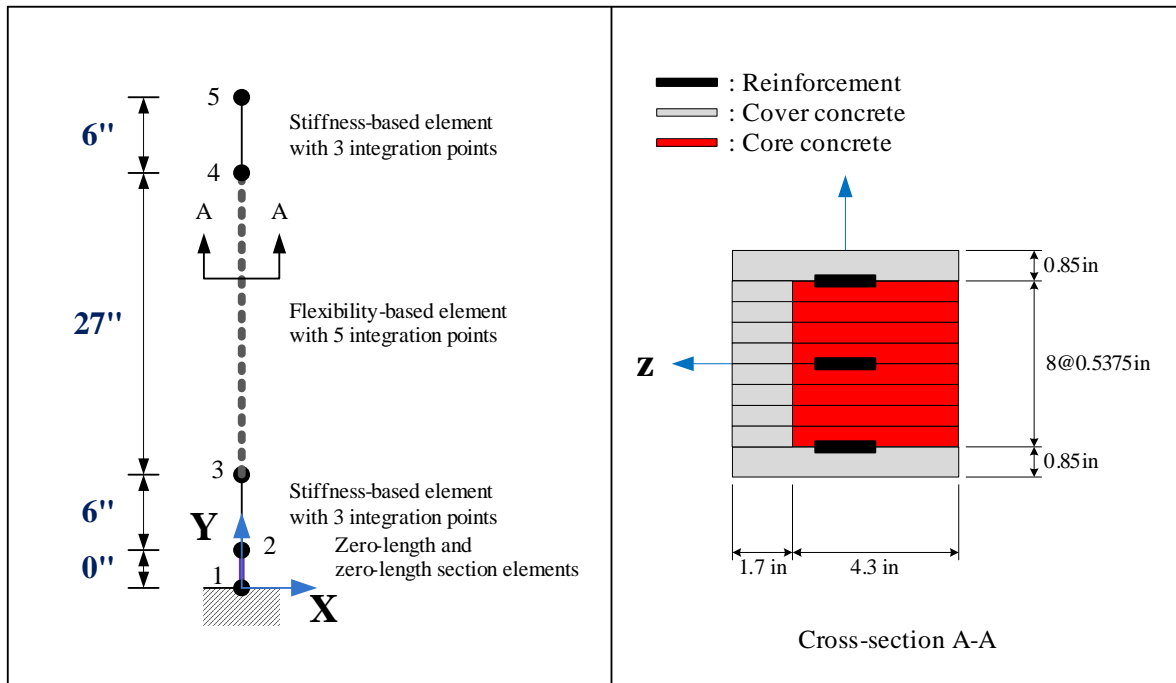 5
6"
Stiffness-based element
with 3 integration points
4
A A
27"
Flexibility-based element
with 5 integration points
3
6"
Stiffness-based element
with 3 integration points
Y
2
Zero-length and
zero-length section elements
0"
1
X
: Reinforcement
: Cover concrete
: Core concrete
0.85in
z
8@0.5375in
0.85in
1.7 in 4.3 in
Cross-section A-A